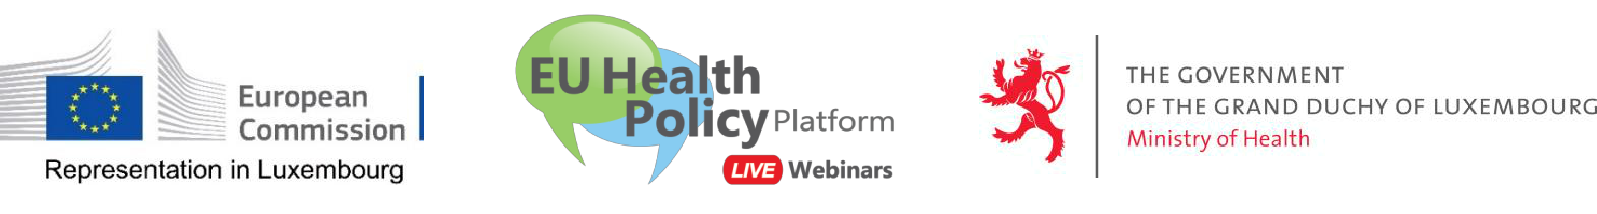 European
Commission
Representation in Luxembourg
EU Health
Policy Platform
LIVE Webinars
THE GOVERNMENT
OF THE GRAND DUCHY OF LUXEMBOURG
Ministry of Health